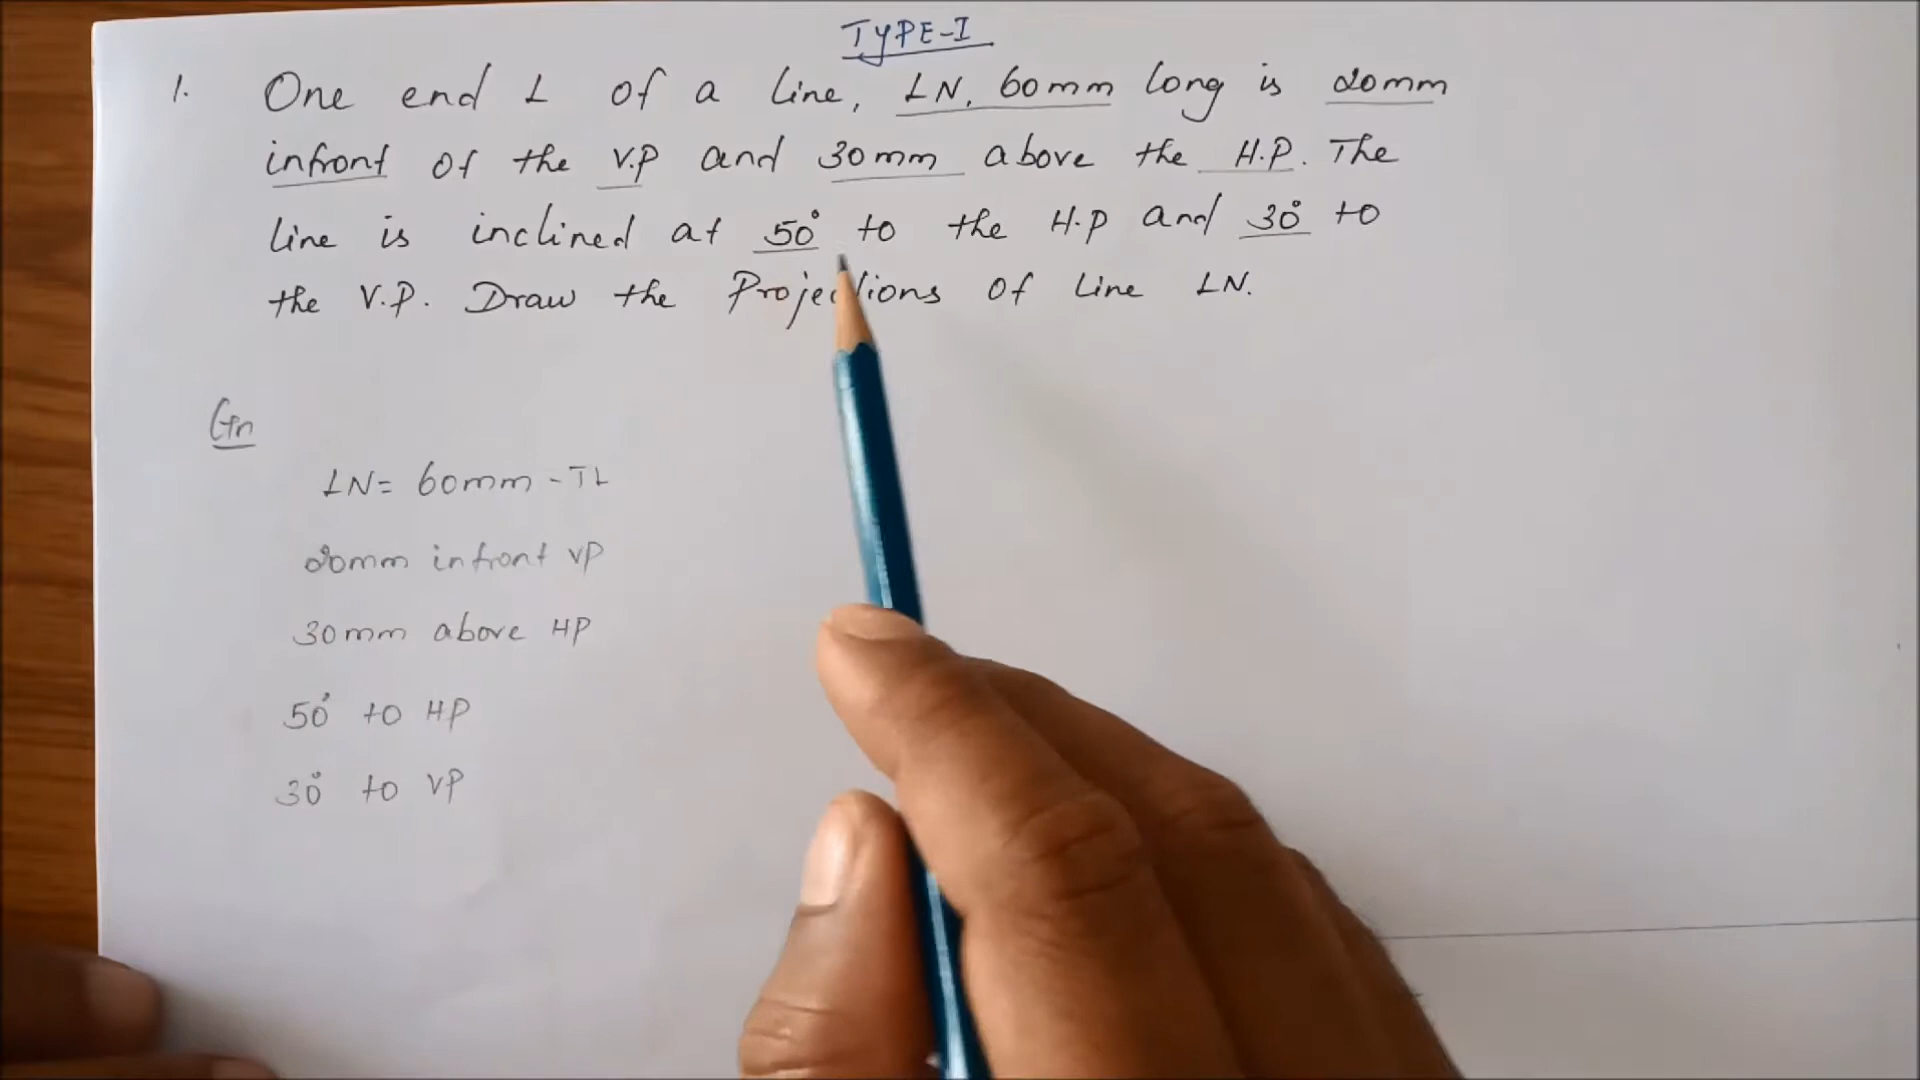 TYPE-I
1. One end L of a line, LN, 60mm long is 20mm
infront of the V.P and 30mm above the H.P. The
line is inclined at 50° to the H.P and 30° to
the V.P. Draw the Projections of line LN.
Gn
LN= 60mm - TL
20mm infront VP
30mm above HP
50° to HP
30° to VP